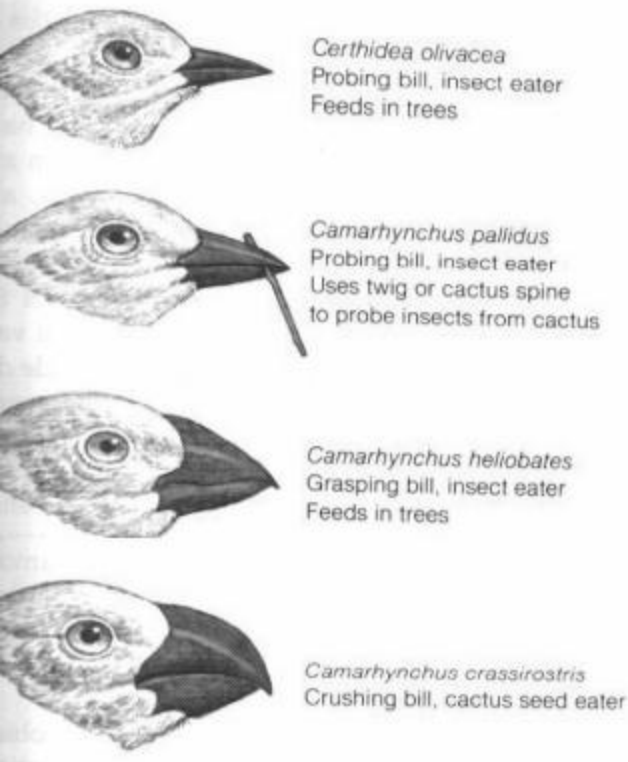 Certhidea olivacea
Probing bill, insect eater
Feeds in trees
Camarhynchus pallidus
Probing bill, insect eater
Uses twig or cactus spine
to probe insects from cactus
Camarhynchus heliobates
Grasping bill, insect eater
Feeds in trees
Camarhynchus crassirostris
Crushing bill, cactus seed eater